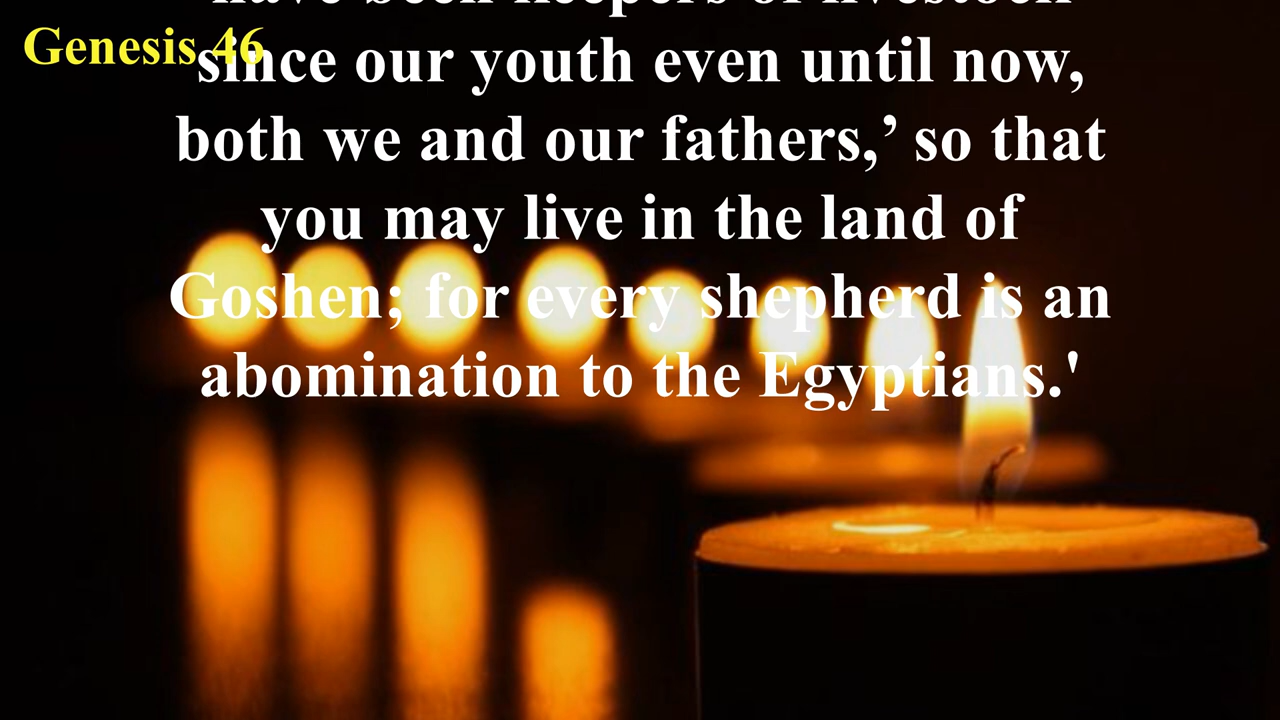 have been keepers of livestock
Genesis 46
since our youth even until now,
both we and our fathers,’ so that
you may live in the land of
Goshen; for every shepherd is an
abomination to the Egyptians.'